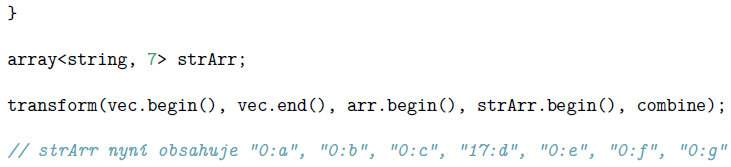 }
array<string, 7> strArr;
transform(vec.begin(), vec.end(), arr.begin(), strArr.begin(), combine);
// strArr nyní obsahuje "0:a", "0:b", "0:c", "17:d", "0:e", "0:f", "0:g"